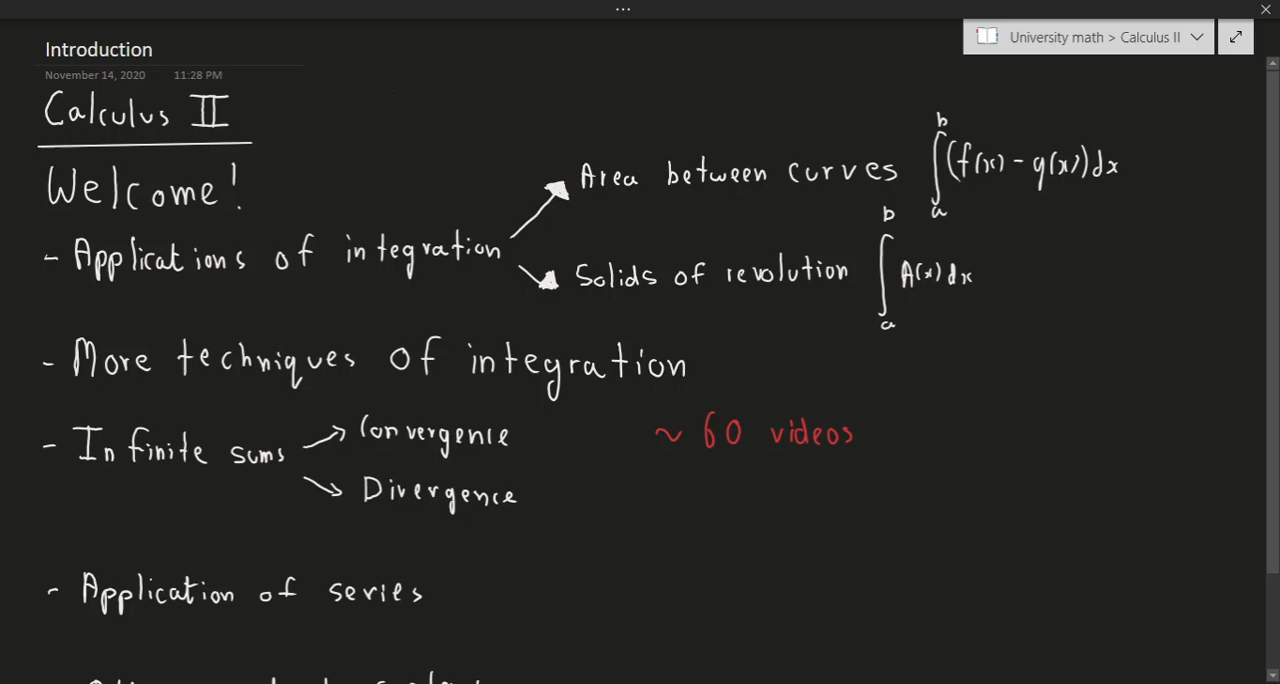 ...
Introduction
University math > Calculus II
November 14, 2020 11:28 PM
Calculus II
Welcome!
- Applications of integration
Area between curves ∫ₐᵇ (f(x) - g(x)) dx
Solids of revolution ∫ₐᵇ A(x) dx
- More techniques of integration
- Infinite sums
Convergence
Divergence
~ 60 videos
- Application of series